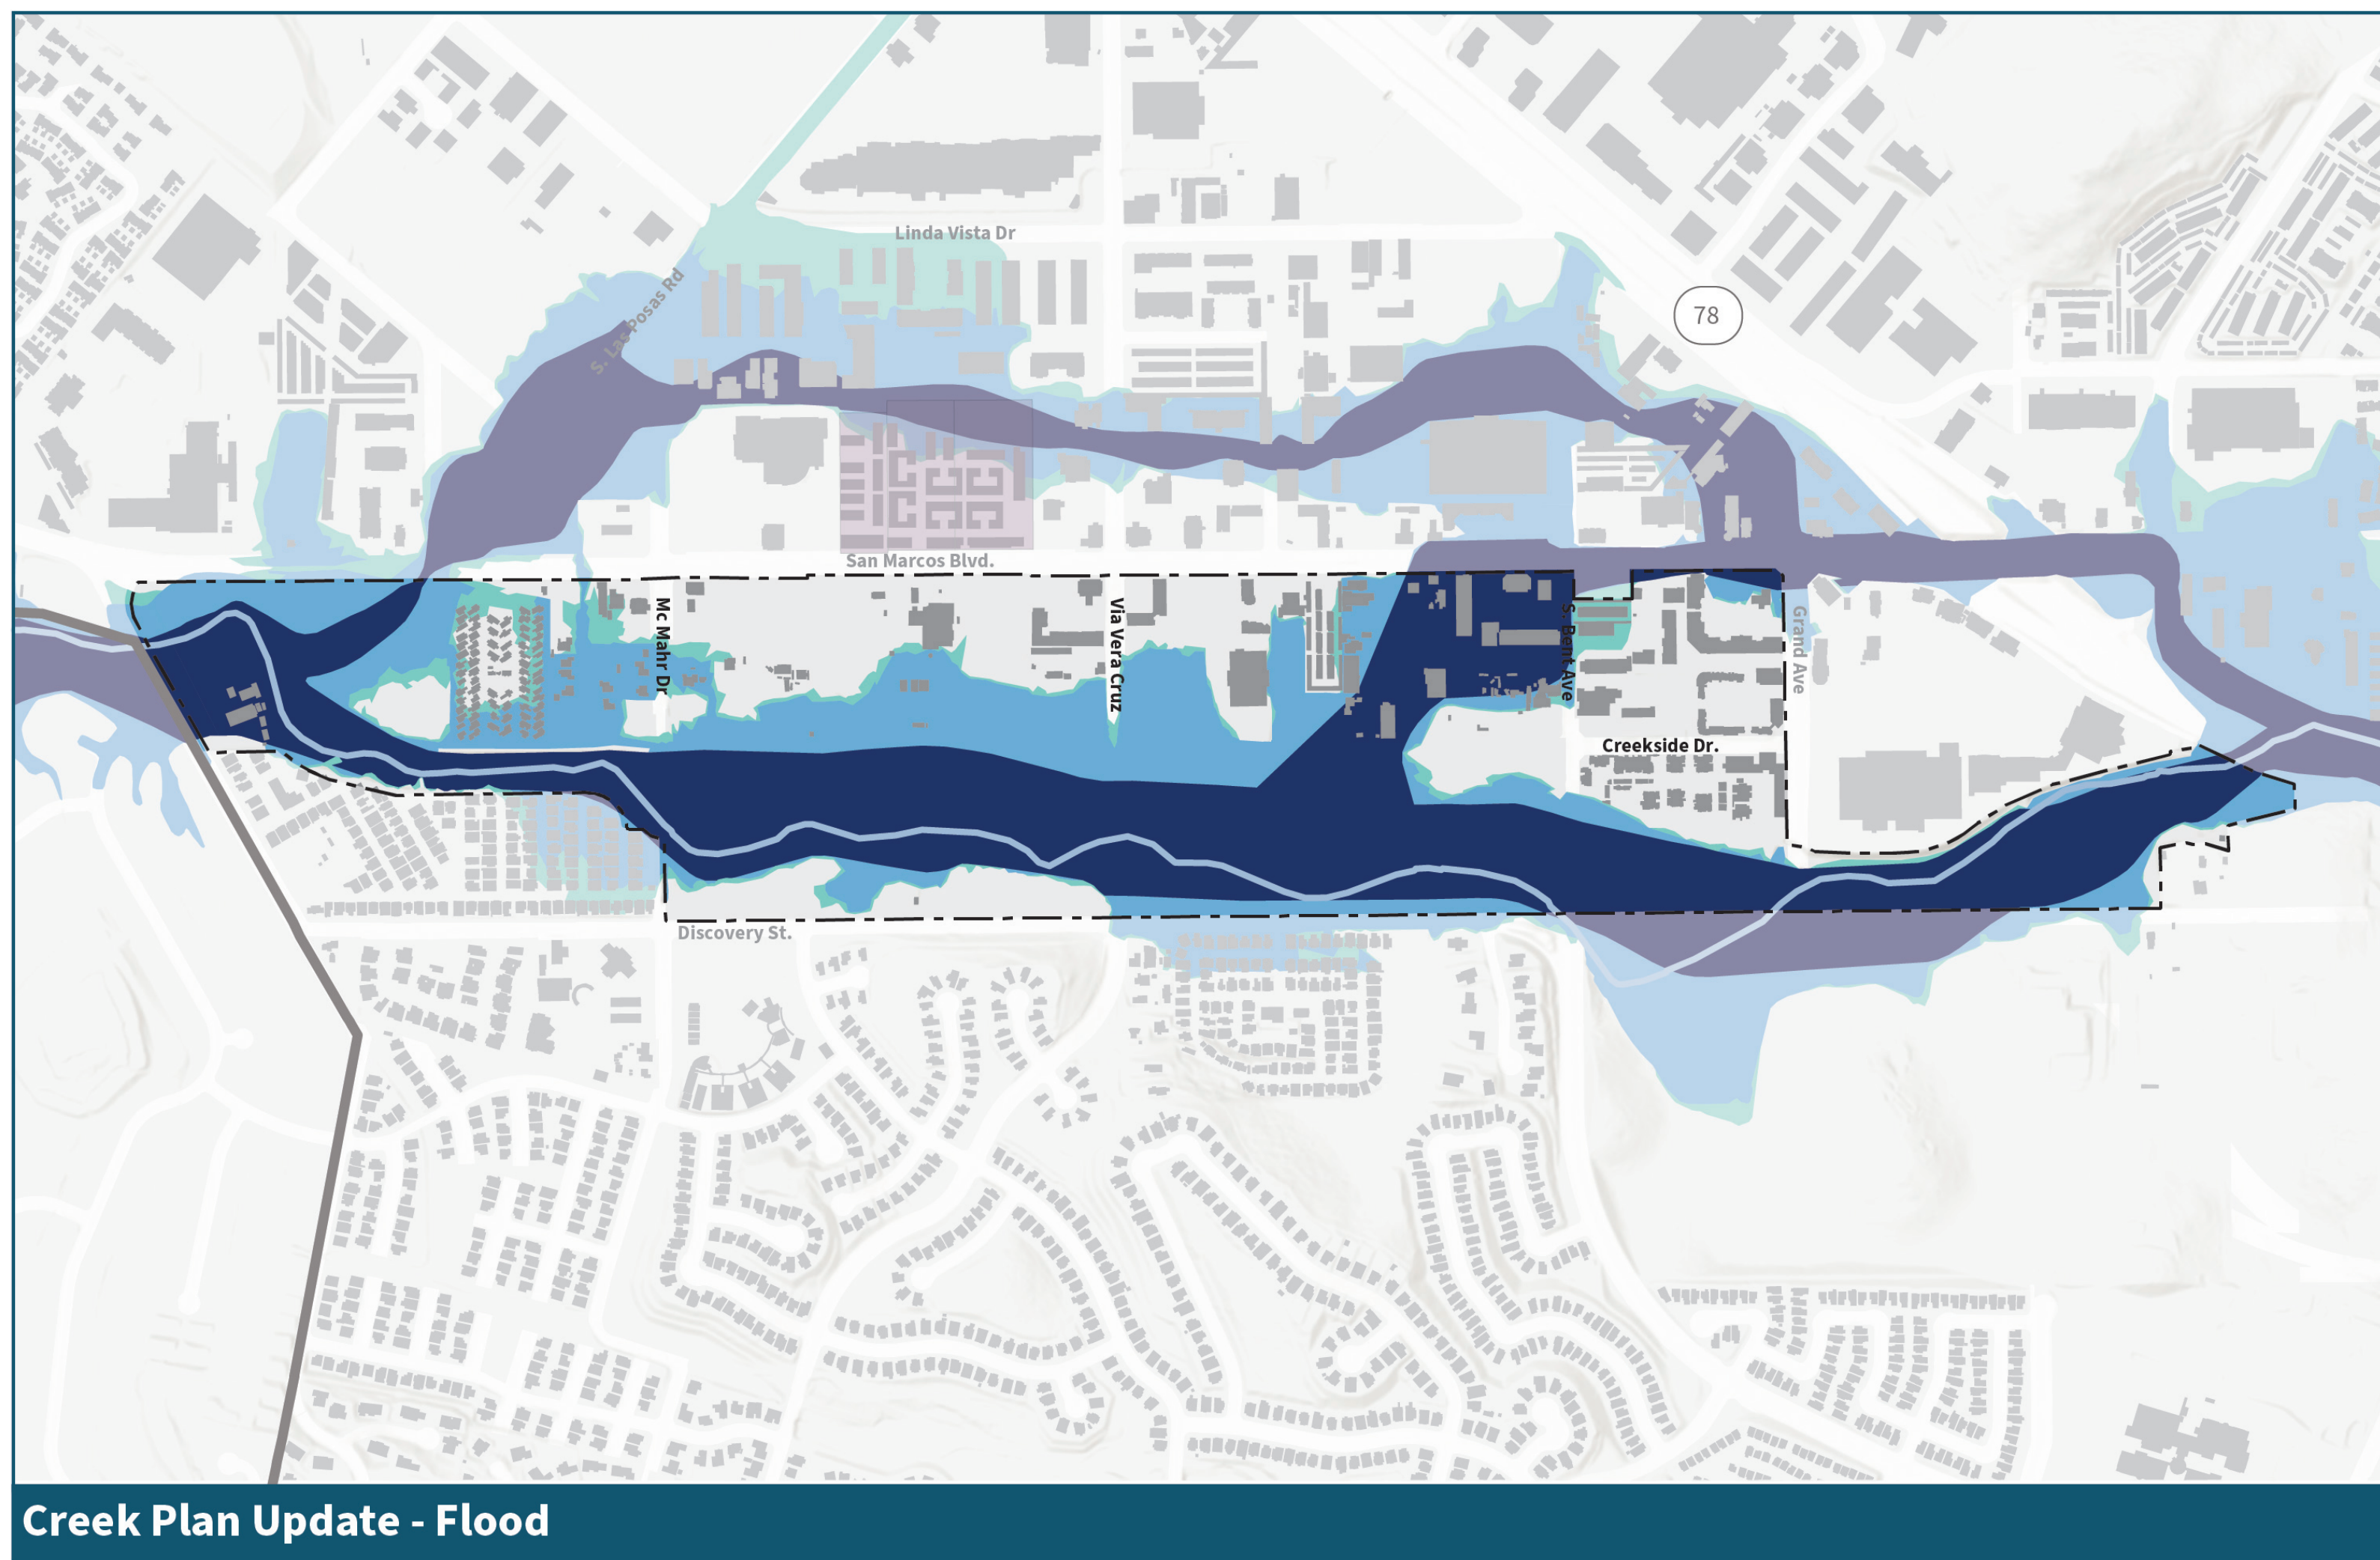 Linda Vista Dr
S. Las Posas Rd
78
San Marcos Blvd.
Mc Mahr Dr
Via Vera Cruz
S. Bent Ave
Grand Ave
Creekside Dr.
Discovery St.
Creek Plan Update - Flood